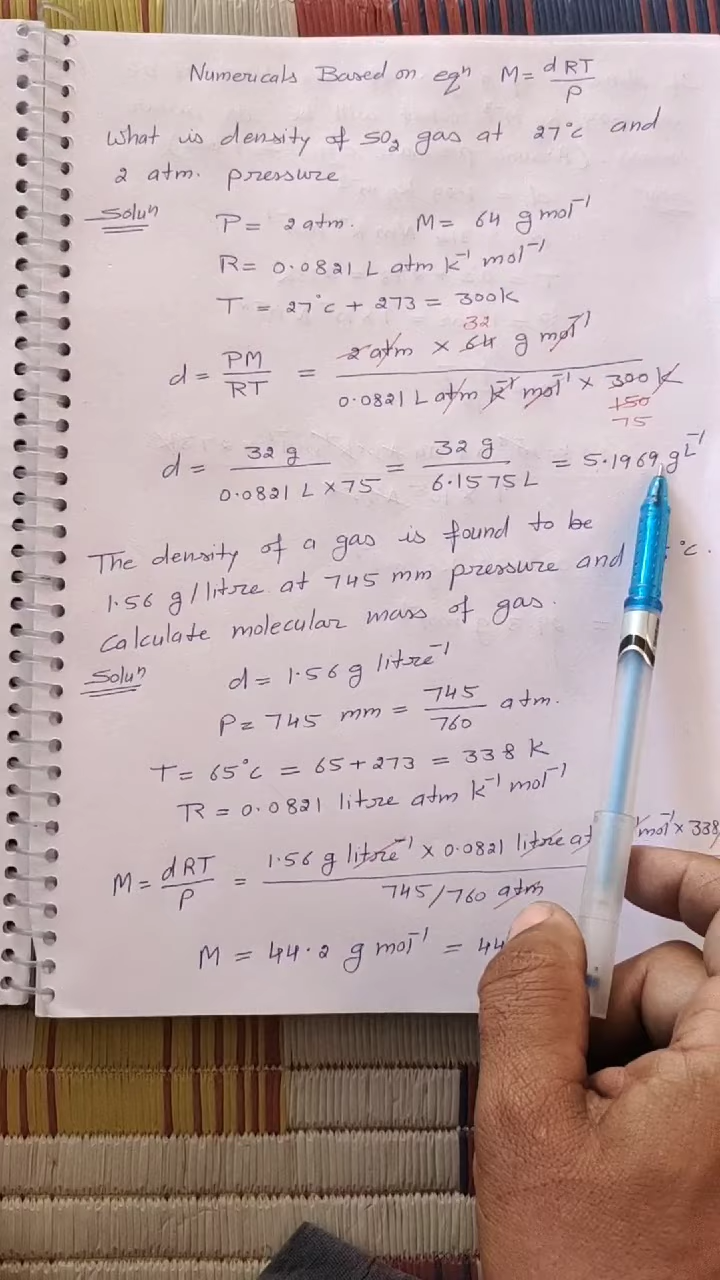 Numericals Based on eqⁿ M = dRT/P
What is density of SO₂ gas at 27°C and
2 atm. pressure
Soluⁿ P = 2 atm. M = 64 g mol⁻¹
R = 0.0821 L atm K⁻¹ mol⁻¹
T = 27°C + 273 = 300K
32
d = PM/RT = 2 atm × 64 g mol⁻¹ / 0.0821 L atm K⁻¹ mol⁻¹ × 300 K
150
75
d = 32 g / 0.0821 L × 75 = 32 g / 6.1575 L = 5.1969 g L⁻¹
The density of a gas is found to be
1.56 g/litre at 745 mm pressure and °C.
Calculate molecular mass of gas.
Soluⁿ d = 1.56 g litre⁻¹
P = 745 mm = 745/760 atm.
T = 65°C = 65 + 273 = 338 K
R = 0.0821 litre atm K⁻¹ mol⁻¹
M = dRT/P = 1.56 g litre⁻¹ × 0.0821 litre mol⁻¹ × 338 / 745/760 atm
M = 44.2 g mol⁻¹ =